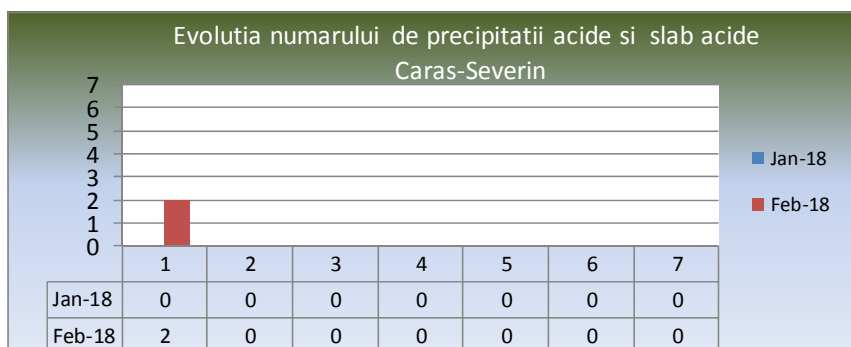 Evolutia numarului de precipitatii acide si slab acide
Caras-Severin
7
6
5
4
3
2
1
0
Jan-18
Feb-18
1 2 3 4 5 6 7
Jan-18 0 0 0 0 0 0 0
Feb-18 2 0 0 0 0 0 0